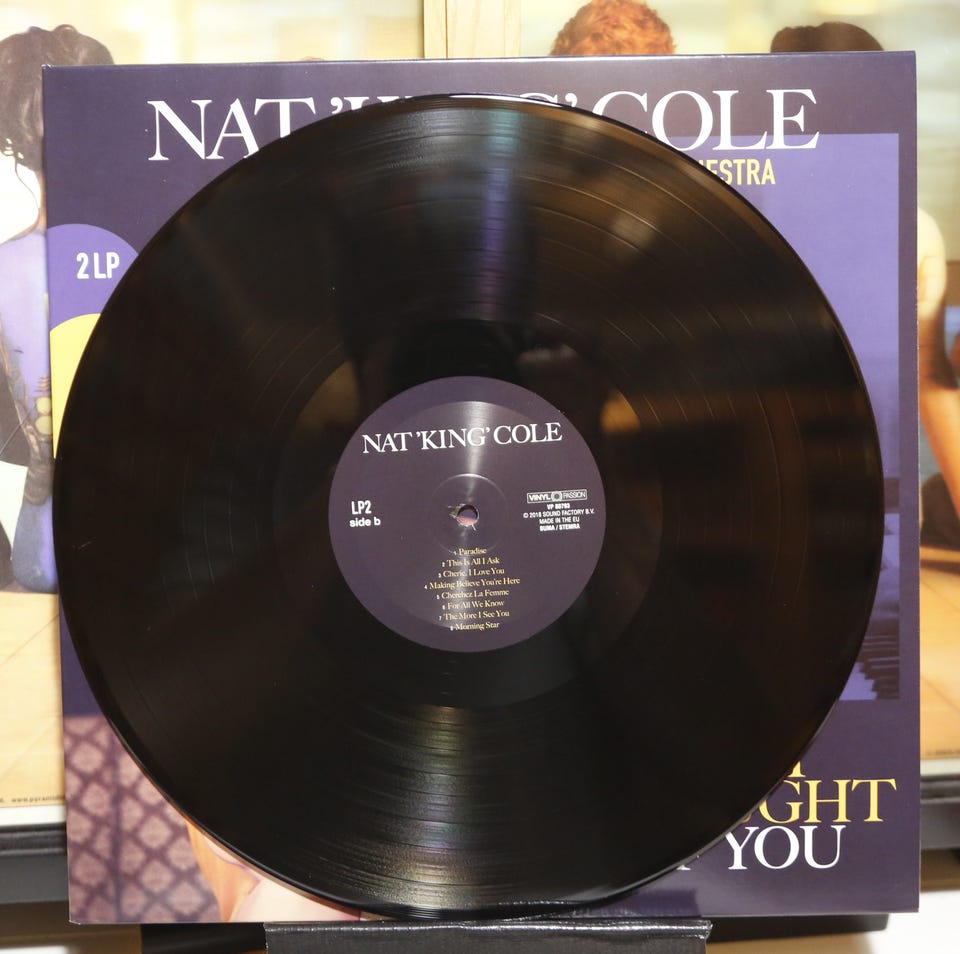 NAT 'KING' COLE
2 LP
NAT 'KING' COLE
LP2
side b
VINYL PASSION
VP 80793
© 2018 SOUND FACTORY B.V.
MADE IN THE EU
BUMA / STEMRA
1 Paradise
2 This Is All I Ask
3 Cherie, I Love You
4 Making Believe You're Here
5 Cherchez La Femme
6 For All We Know
7 The More I See You
8 Morning Star
GHT
YOU